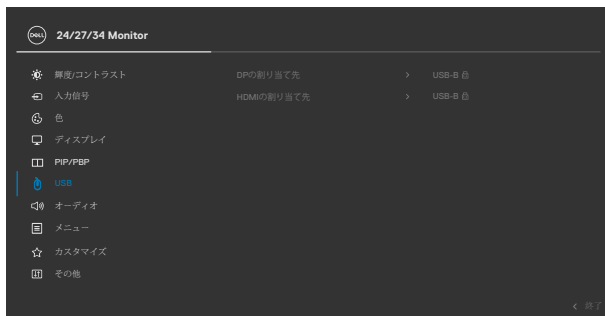 DELL 24/27/34 Monitor
輝度/コントラスト DPの割り当て先 > USB-B
入力信号 HDMIの割り当て先 > USB-B
色
ディスプレイ
PIP/PBP
USB
オーディオ
メニュー
カスタマイズ
その他
< 終了